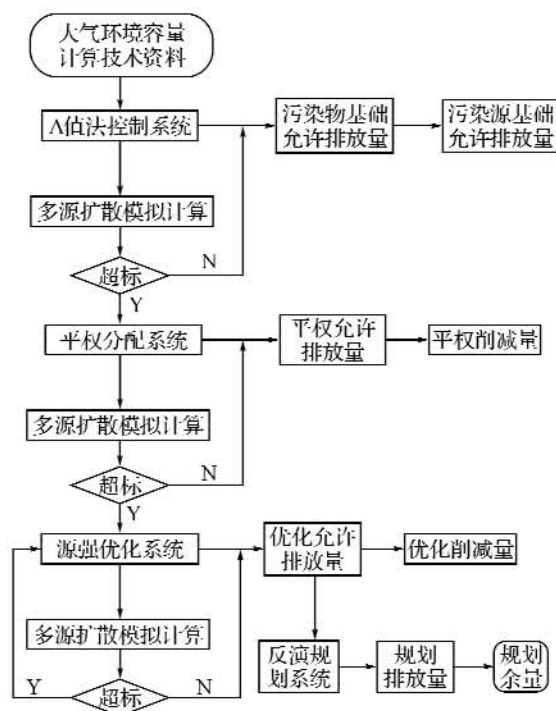 大气环境容量
计算技术资料
A值法控制系统
污染物基础
允许排放量
污染源基础
允许排放量
多源扩散模拟计算
超标
N
Y
平权分配系统
平权允许
排放量
平权削减量
多源扩散模拟计算
超标
N
Y
源强优化系统
优化允许
排放量
优化削减量
多源扩散模拟计算
反演规
划系统
规划
排放量
规划
余量
Y
超标
N